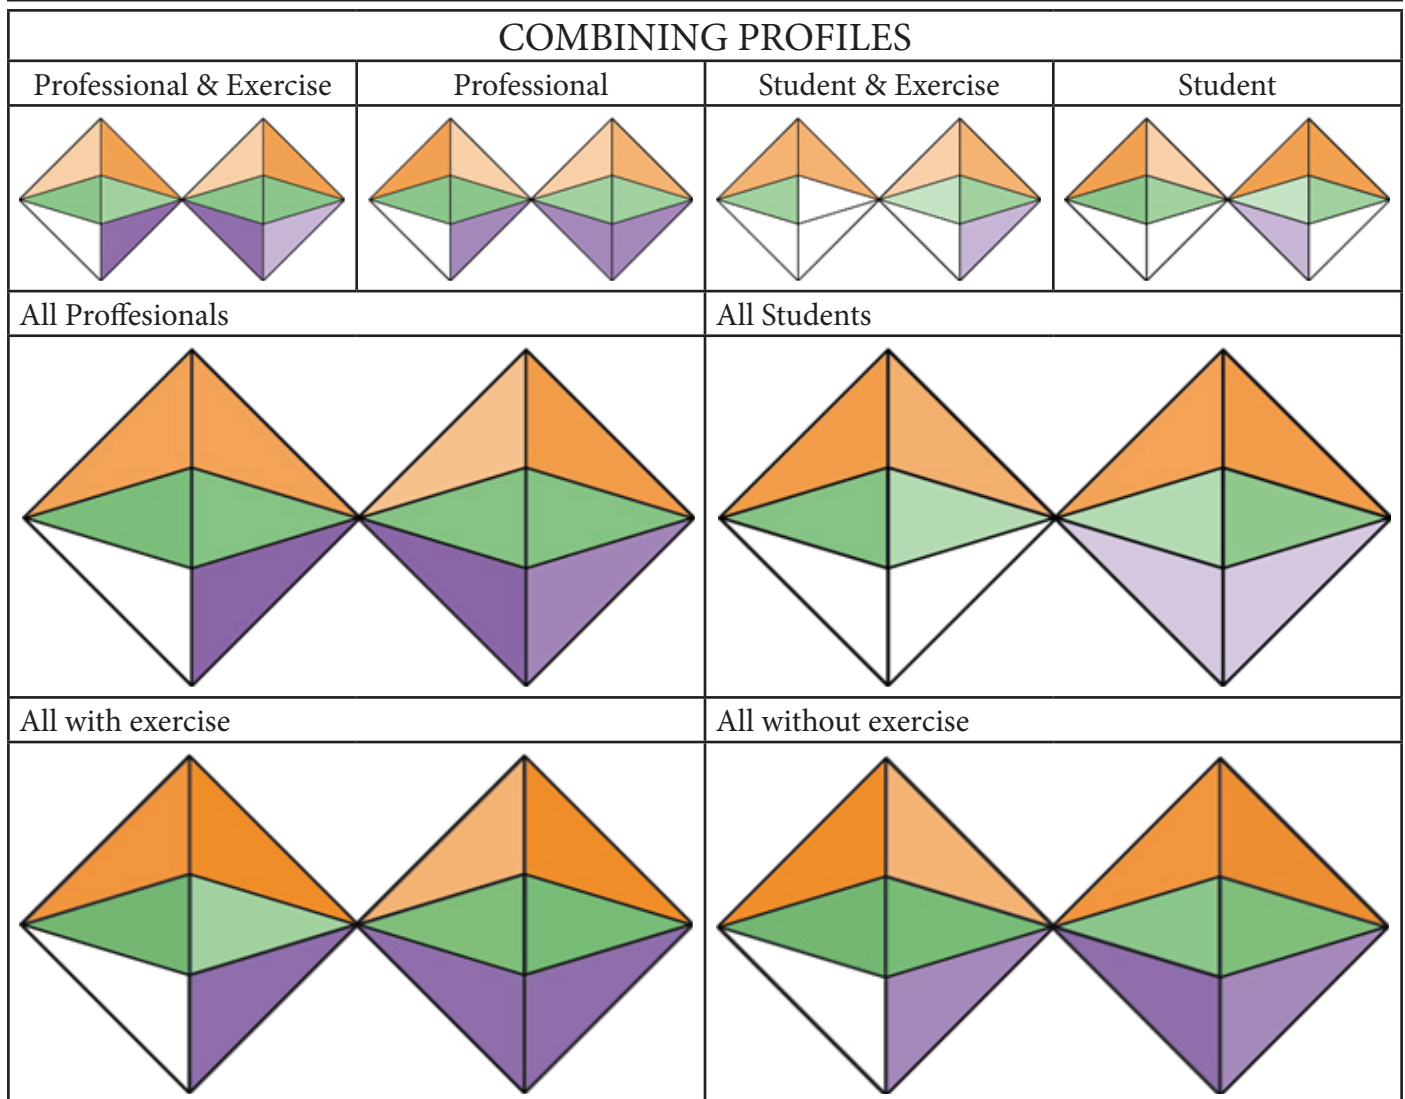 COMBINING PROFILES
Professional & Exercise
Professional
Student & Exercise
Student
All Proffesionals
All Students
All with exercise
All without exercise